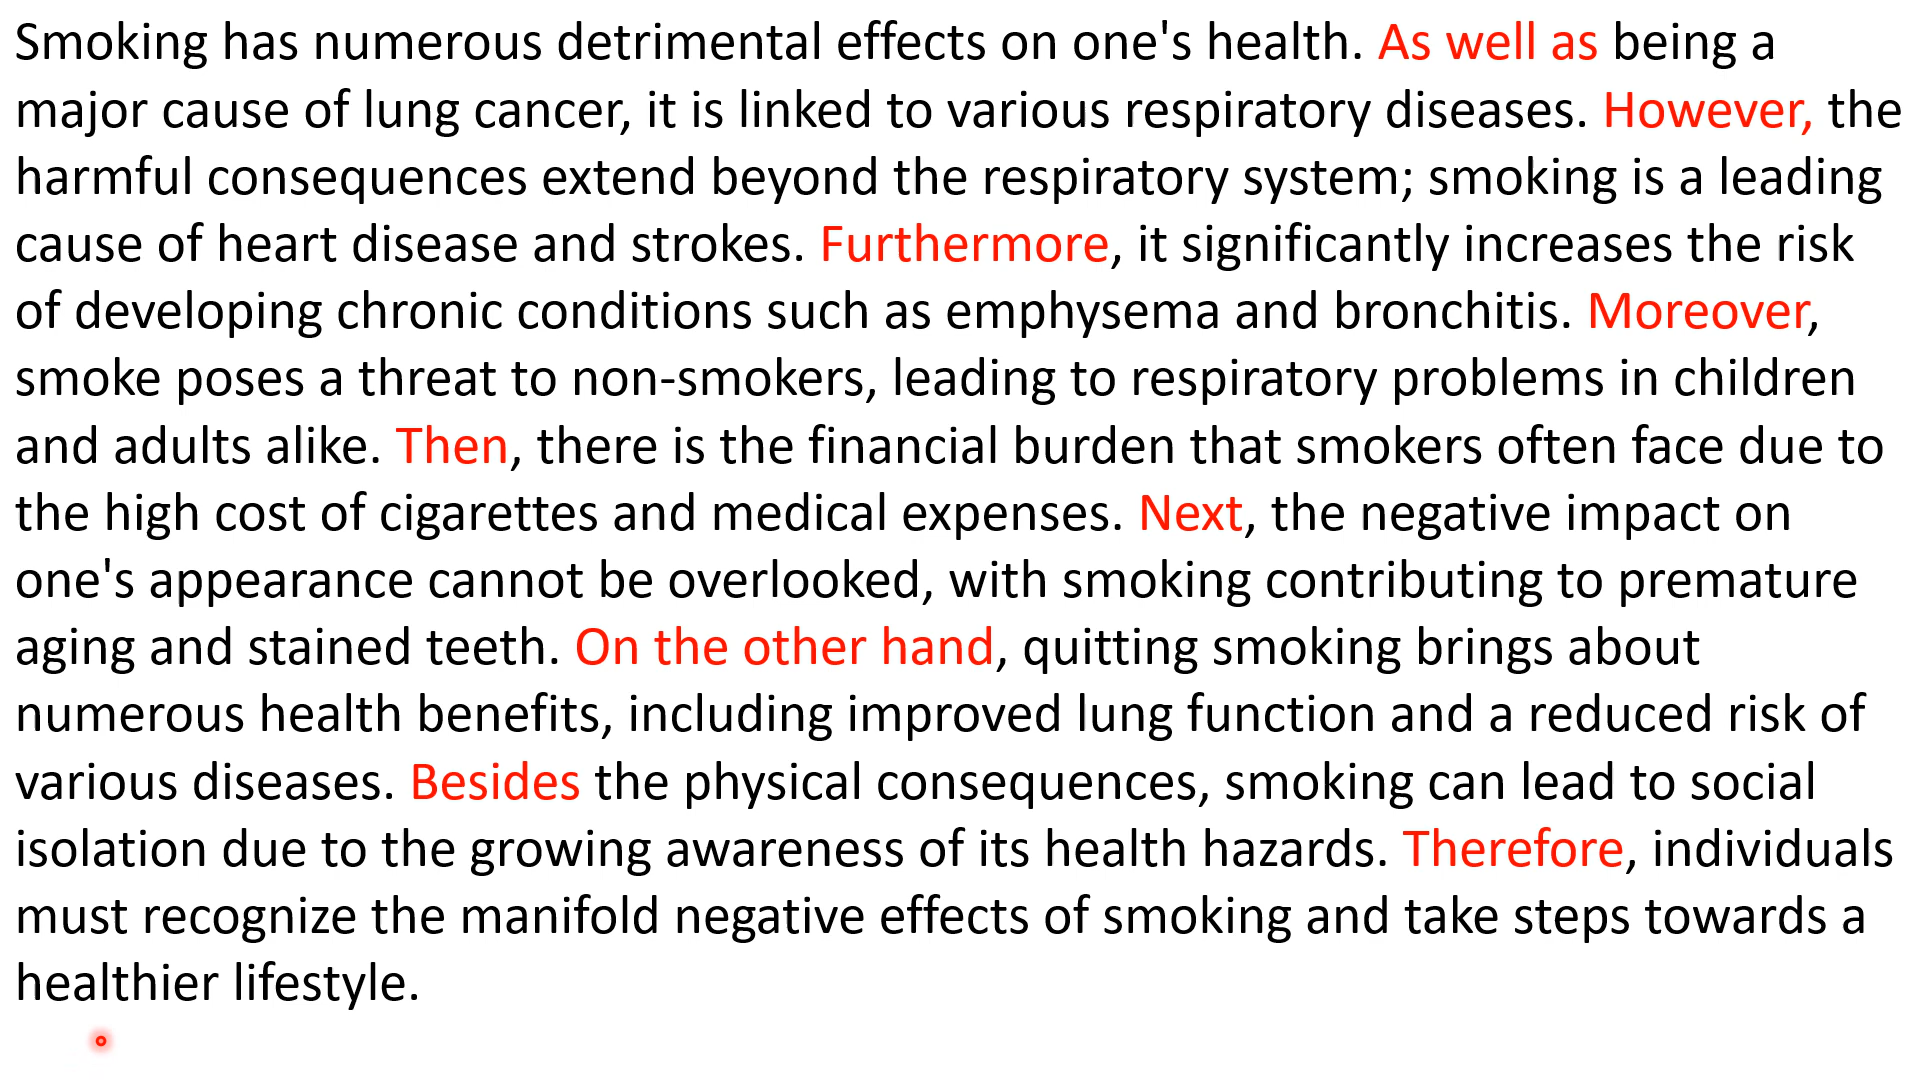 Smoking has numerous detrimental effects on one's health. As well as being a
major cause of lung cancer, it is linked to various respiratory diseases. However, the
harmful consequences extend beyond the respiratory system; smoking is a leading
cause of heart disease and strokes. Furthermore, it significantly increases the risk
of developing chronic conditions such as emphysema and bronchitis. Moreover,
smoke poses a threat to non-smokers, leading to respiratory problems in children
and adults alike. Then, there is the financial burden that smokers often face due to
the high cost of cigarettes and medical expenses. Next, the negative impact on
one's appearance cannot be overlooked, with smoking contributing to premature
aging and stained teeth. On the other hand, quitting smoking brings about
numerous health benefits, including improved lung function and a reduced risk of
various diseases. Besides the physical consequences, smoking can lead to social
isolation due to the growing awareness of its health hazards. Therefore, individuals
must recognize the manifold negative effects of smoking and take steps towards a
healthier lifestyle.